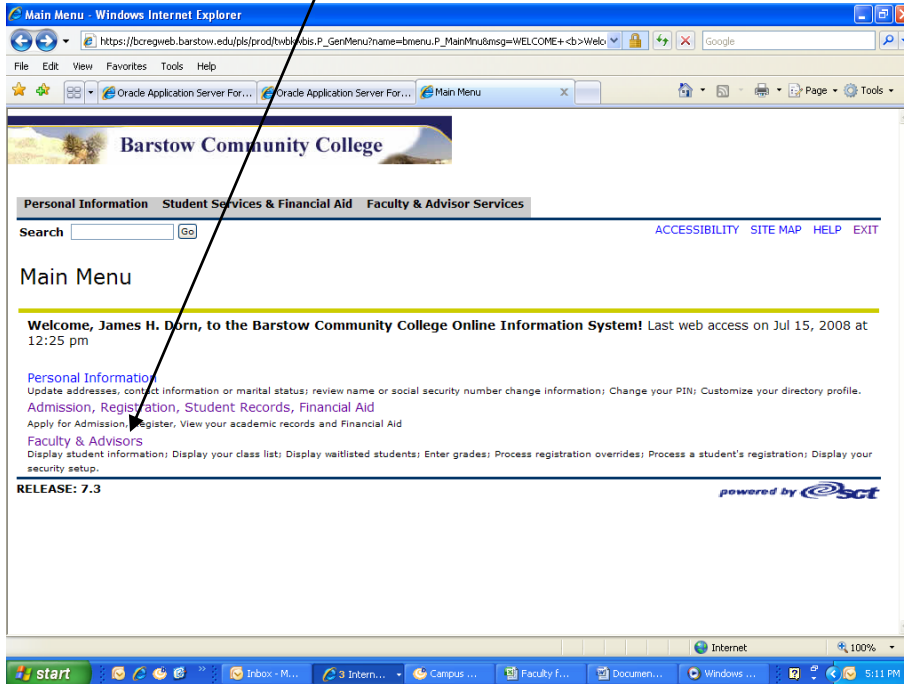 Main Menu - Windows Internet Explorer
https://bcregweb.barstow.edu/pls/prod/twbkwbis.P_GenMenu?name=bmenu.P_MainMnu&msg=WELCOME+<b>Welco
Google
File Edit View Favorites Tools Help
Oracle Application Server For... Oracle Application Server For... Main Menu X Page Tools
Barstow Community College
Personal Information Student Services & Financial Aid Faculty & Advisor Services
Search Go ACCESSIBILITY SITE MAP HELP EXIT
Main Menu
Welcome, James H. Dorn, to the Barstow Community College Online Information System! Last web access on Jul 15, 2008 at
12:25 pm
Personal Information
Update addresses, contact information or marital status; review name or social security number change information; Change your PIN; Customize your directory profile.
Admission, Registration, Student Records, Financial Aid
Apply for Admission, Register, View your academic records and Financial Aid
Faculty & Advisors
Display student information; Display your class list; Display waitlisted students; Enter grades; Process registration overrides; Process a student's registration; Display your
security setup.
RELEASE: 7.3 powered by SCT
Internet 100%
start Inbox - M... 3 Intern... Campus ... Faculty f... Documen... Windows ... 5:11 PM